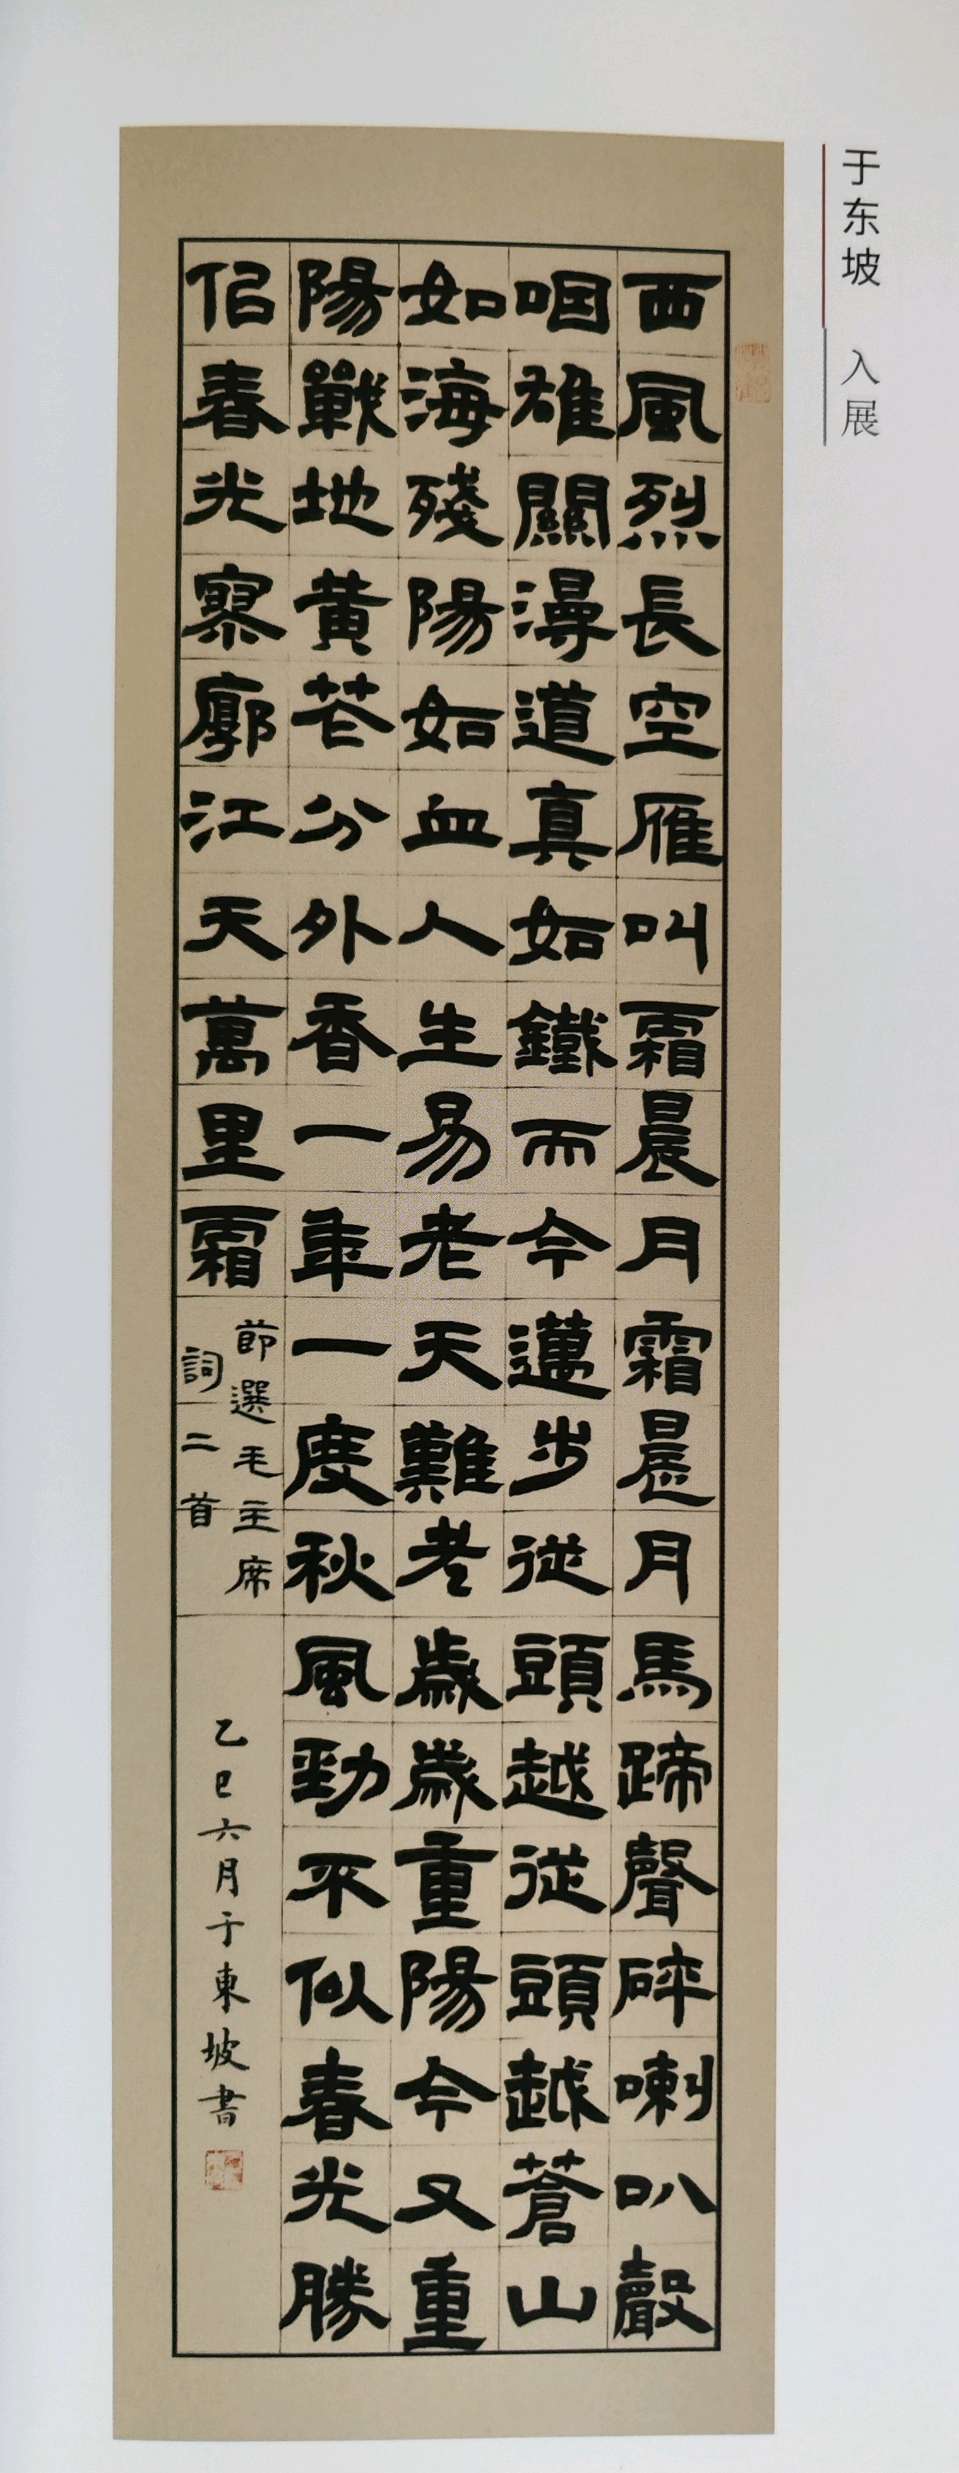 于东坡 入展
西風烈長空雁叫霜晨月霜晨月馬蹄聲碎喇叭聲
咽雄關漫道真如鐵而今邁步從頭越從頭越蒼山
如海殘陽如血人生易老天難老歲歲重陽今又重
陽戰地黃花分外香一年一度秋風勁不似春光勝
佀春光寥廓江天萬里霜
節選毛主席
詞二首
乙巳六月于東坡書